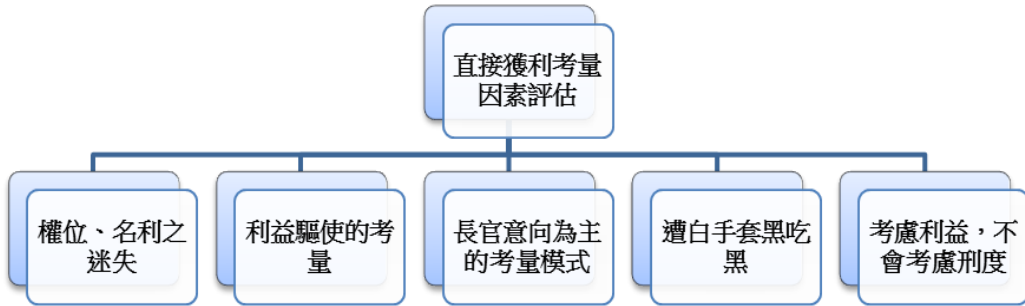 直接獲利考量
因素評估
權位、名利之
迷失
利益驅使的考
量
長官意向為主
的考量模式
遭白手套黑吃
黑
考慮利益，不
會考慮刑度